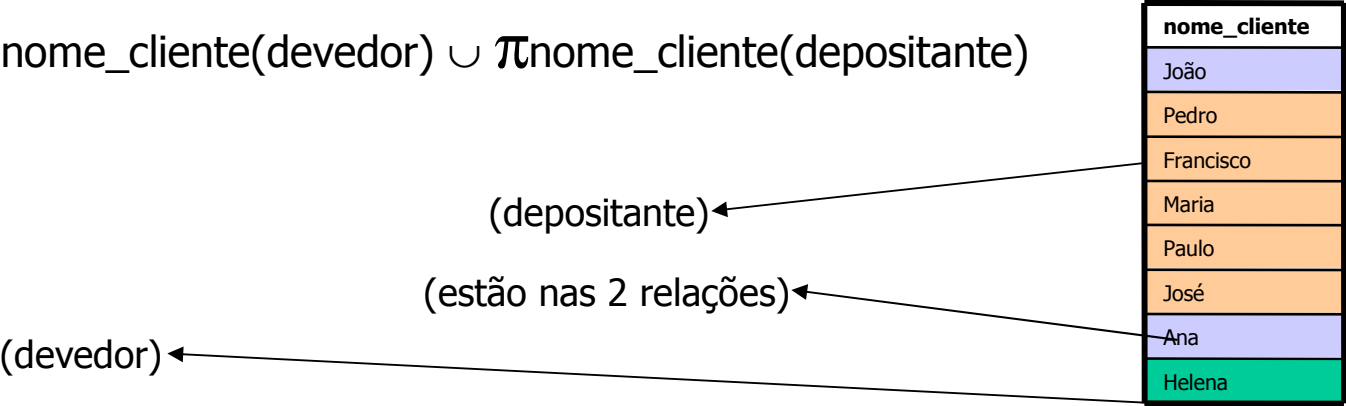 nome_cliente(devedor) ∪ πnome_cliente(depositante)
(depositante)
(estão nas 2 relações)
(devedor)
nome_cliente
João
Pedro
Francisco
Maria
Paulo
José
Ana
Helena